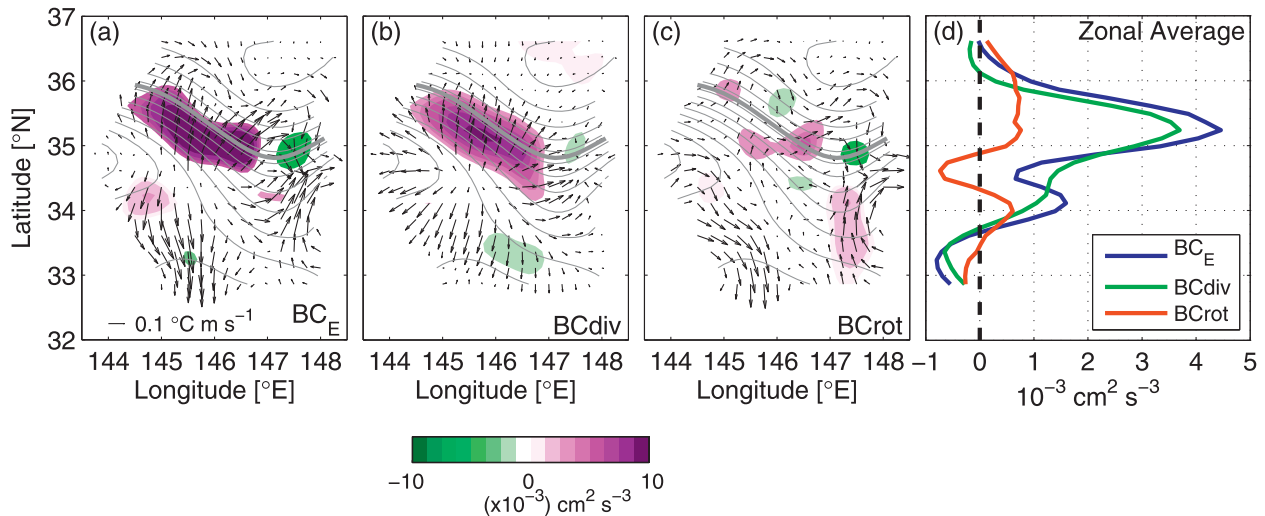 (a)
(b)
(c)
(d) Zonal Average
37
36
35
34
33
32
Latitude [°N]
0.1 °C m s⁻¹
BC_E
BCdiv
BCrot
BC_E
BCdiv
BCrot
144 145 146 147 148
144 145 146 147 148
144 145 146 147 148
−1 0 1 2 3 4 5
Longitude [°E]
Longitude [°E]
Longitude [°E]
10⁻³ cm² s⁻³
−10 0 10
(x10⁻³) cm² s⁻³